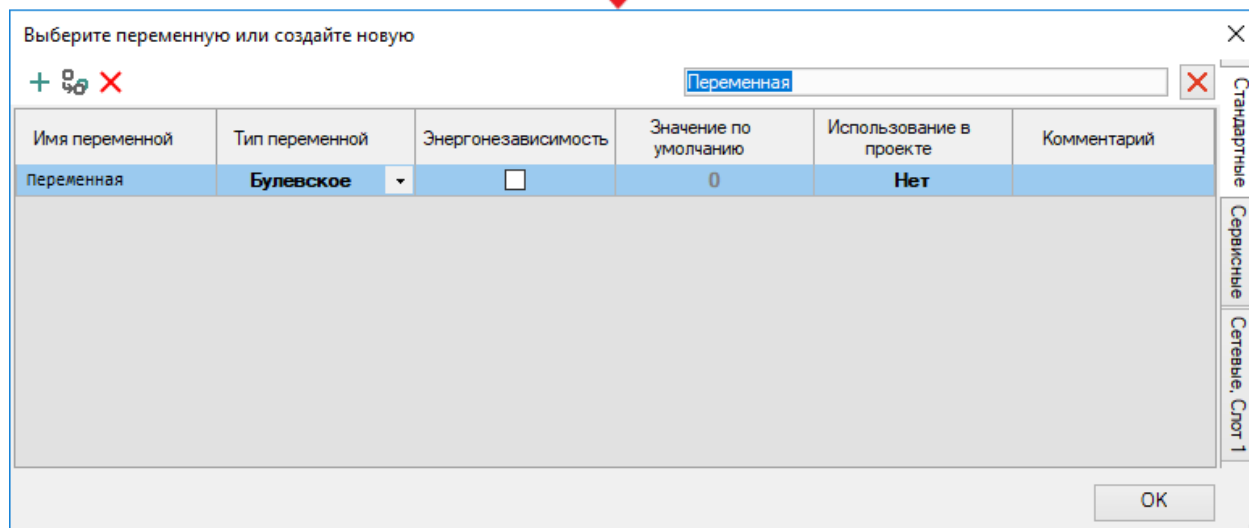 Выберите переменную или создайте новую
Переменная
Имя переменной
Тип переменной
Энергонезависимость
Значение по
умолчанию
Использование в
проекте
Комментарий
Переменная
Булевское
0
Нет
Стандартные
Сервисные
Сетевые, Слот 1
OK